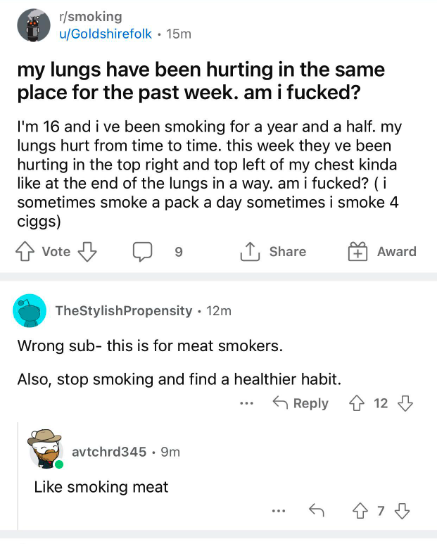 r/smoking
u/Goldshirefolk • 15m
my lungs have been hurting in the same
place for the past week. am i fucked?
I'm 16 and i ve been smoking for a year and a half. my
lungs hurt from time to time. this week they ve been
hurting in the top right and top left of my chest kinda
like at the end of the lungs in a way. am i fucked? ( i
sometimes smoke a pack a day sometimes i smoke 4
ciggs)
Vote 9 Share Award
TheStylishPropensity • 12m
Wrong sub- this is for meat smokers.
Also, stop smoking and find a healthier habit.
... Reply 12
avtchrd345 • 9m
Like smoking meat
... 7